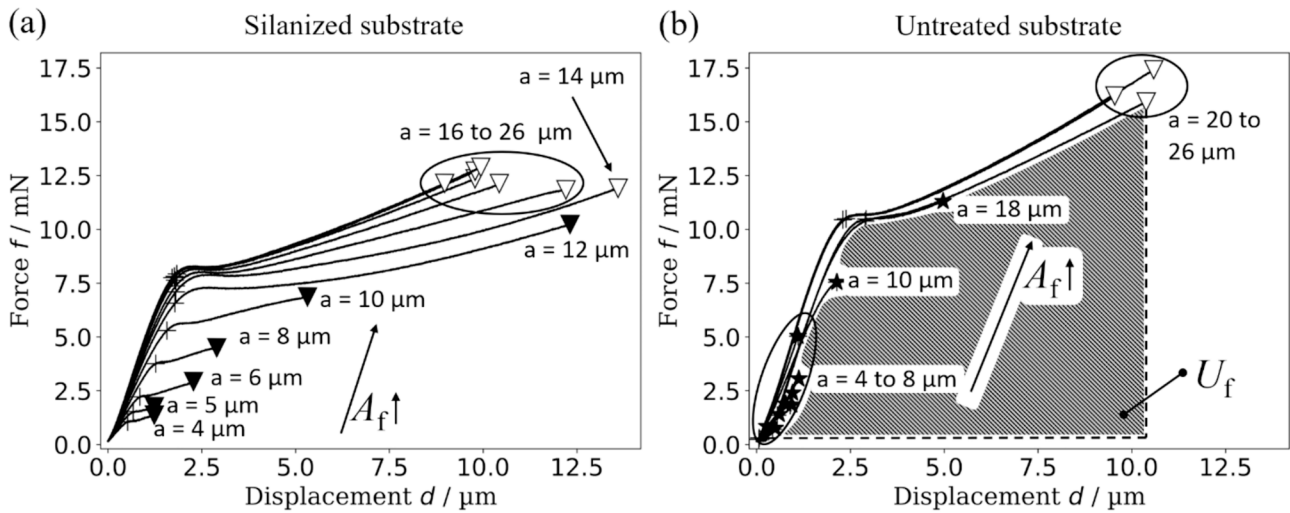 (a)
Silanized substrate
17.5
15.0
12.5
10.0
7.5
5.0
2.5
0.0
Force f / mN
a = 14 µm
a = 16 to 26 µm
a = 12 µm
a = 10 µm
a = 8 µm
a = 6 µm
a = 5 µm
a = 4 µm
A_f↑
0.0 2.5 5.0 7.5 10.0 12.5
Displacement d / µm
(b)
Untreated substrate
17.5
15.0
12.5
10.0
7.5
5.0
2.5
0.0
Force f / mN
a = 20 to
26 µm
a = 18 µm
a = 10 µm
A_f↑
a = 4 to 8 µm
U_f
0.0 2.5 5.0 7.5 10.0 12.5
Displacement d / µm